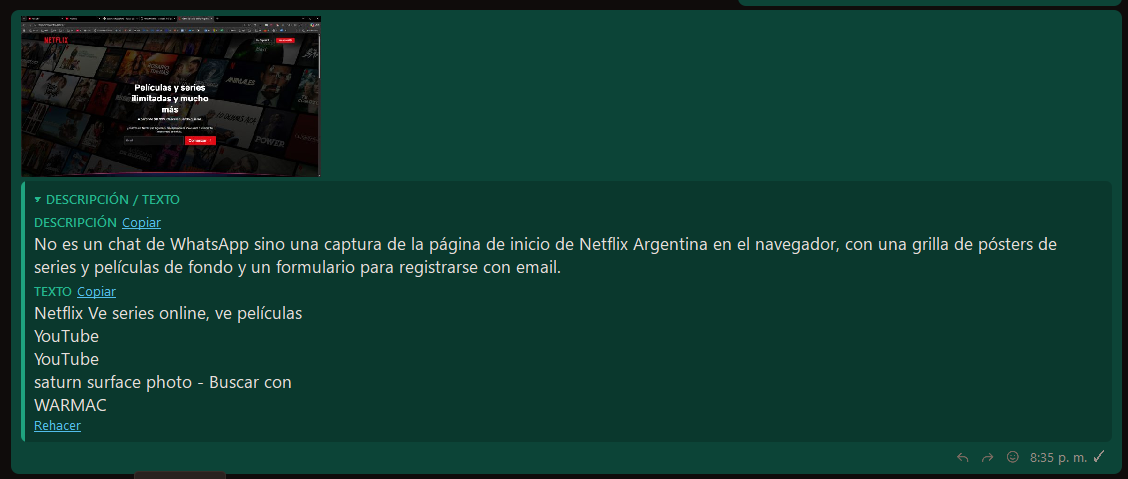 NETFLIX
Películas y series
ilimitadas y mucho
más
DESCRIPCIÓN / TEXTO
DESCRIPCIÓN Copiar
No es un chat de WhatsApp sino una captura de la página de inicio de Netflix Argentina en el navegador, con una grilla de pósters de
series y películas de fondo y un formulario para registrarse con email.
TEXTO Copiar
Netflix Ve series online, ve películas
YouTube
YouTube
saturn surface photo - Buscar con
WARMAC
Rehacer
8:35 p. m.